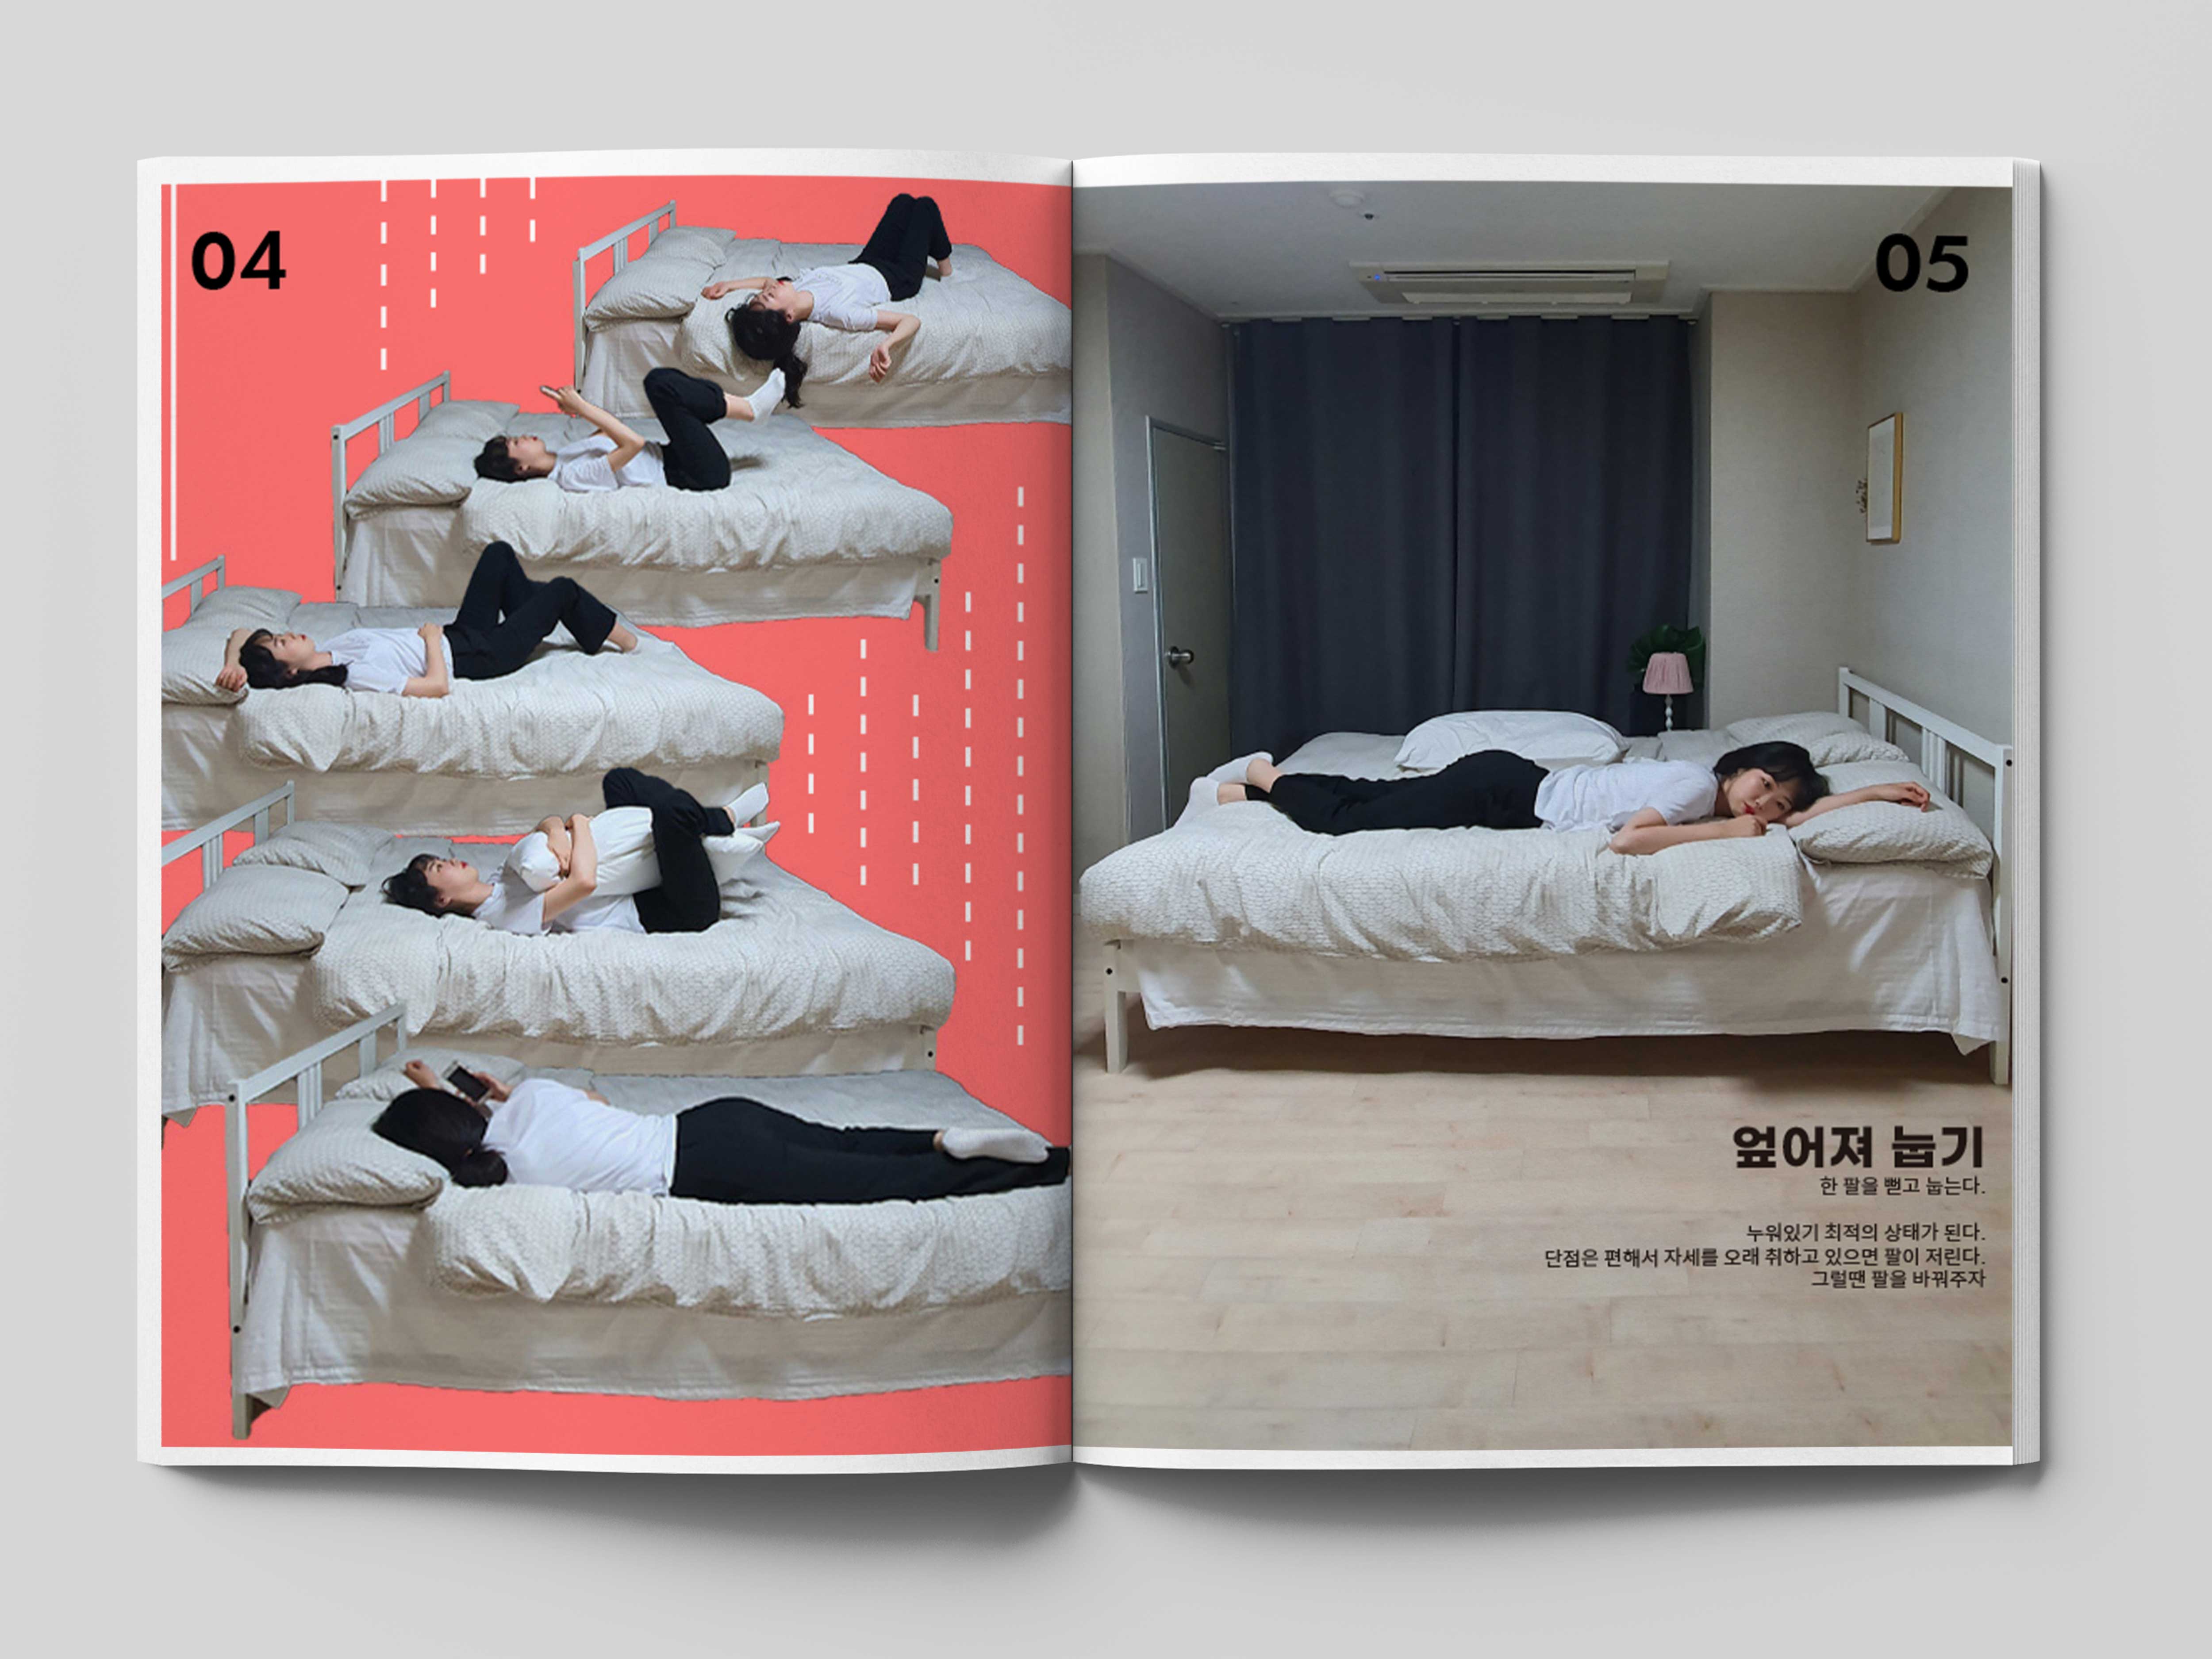 04
05
엎어져 눕기
한 팔을 뻗고 눕는다.
누워있기 최적의 상태가 된다.
단점은 편해서 자세를 오래 취하고 있으면 팔이 저린다.
그럴땐 팔을 바꿔주자